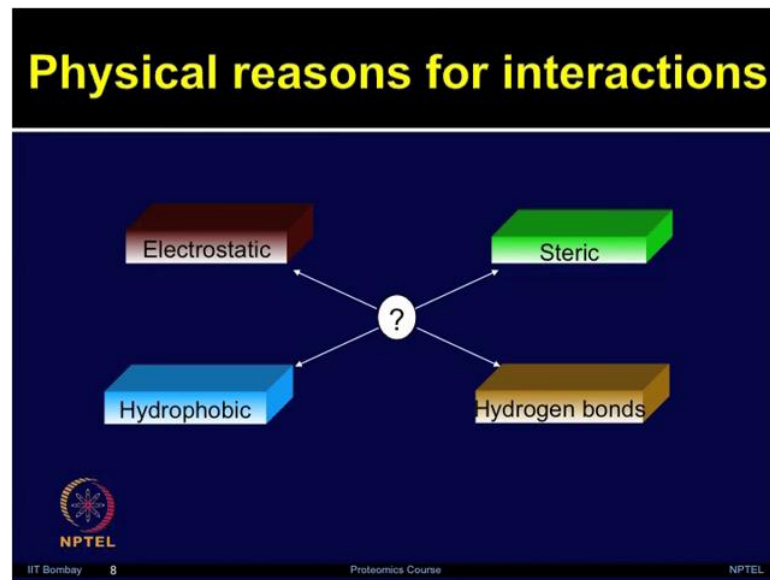 Physical reasons for interactions
Electrostatic
Steric
?
Hydrophobic
Hydrogen bonds
NPTEL
IIT Bombay 8 Proteomics Course NPTEL